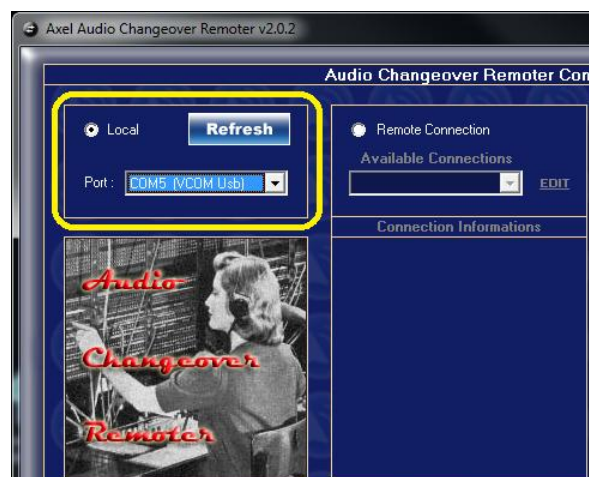 Axel Audio Changeover Remoter v2.0.2
Audio Changeover Remoter Con
Local
Refresh
Port :
COM5 (VCOM Usb)
Remote Connection
Available Connections
EDIT
Connection Informations
Audio
Changeover
Remoter